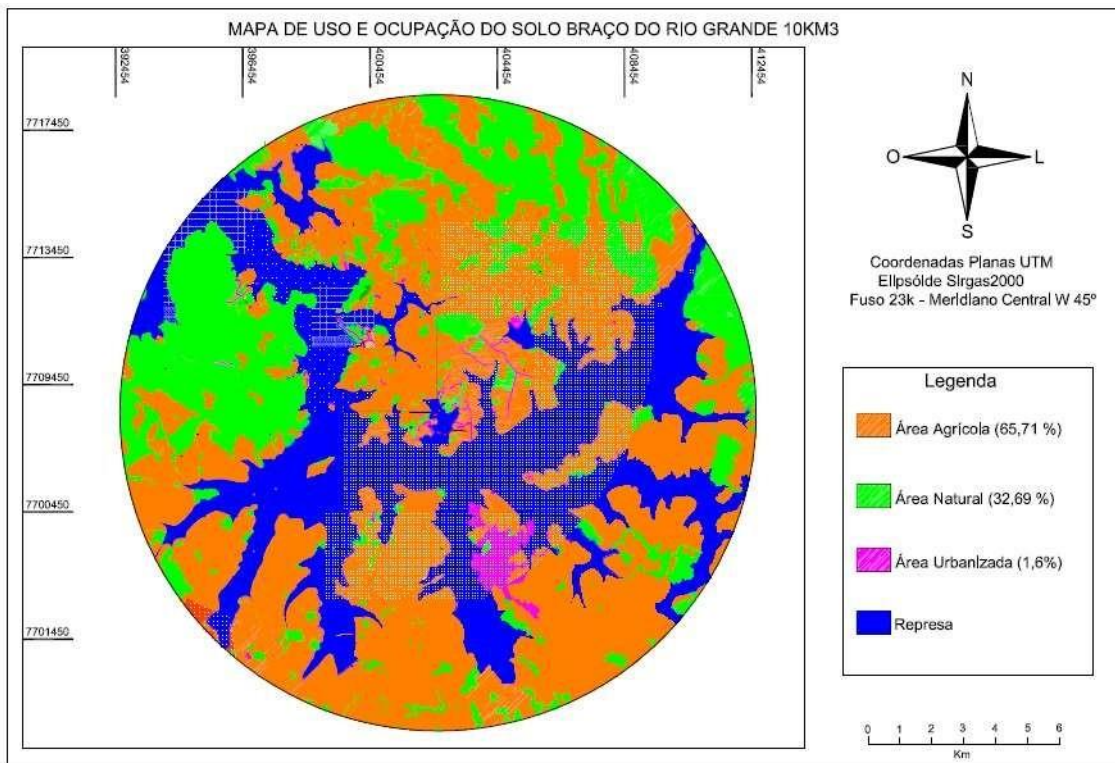 MAPA DE USO E OCUPAÇÃO DO SOLO BRAÇO DO RIO GRANDE 10KM3
392454
396454
400454
404454
408454
412454
7717450
7713450
7709450
7700450
7701450
N
O
L
S
Coordenadas Planas UTM
Elipsólde Slrgas2000
Fuso 23k - Merldlano Central W 45º
Legenda
Área Agrícola (65,71 %)
Área Natural (32,69 %)
Área Urbanlzada (1,6%)
Represa
0 1 2 3 4 5 6
Km